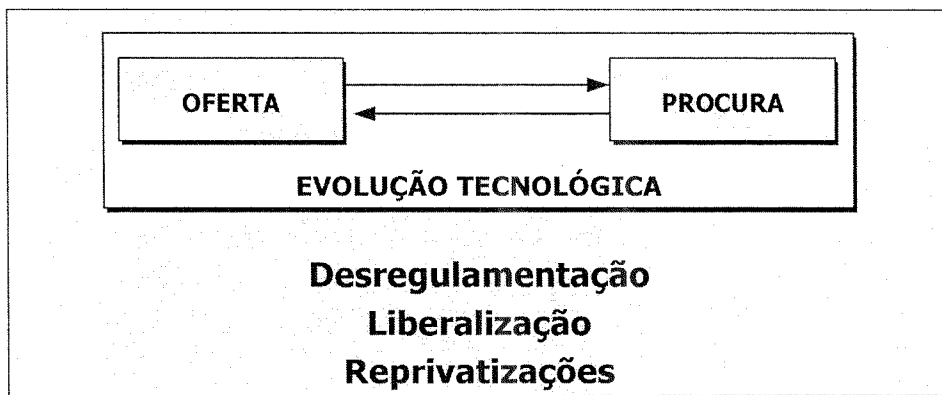 OFERTA PROCURA
EVOLUÇÃO TECNOLÓGICA
Desregulamentação
Liberalização
Reprivatizações